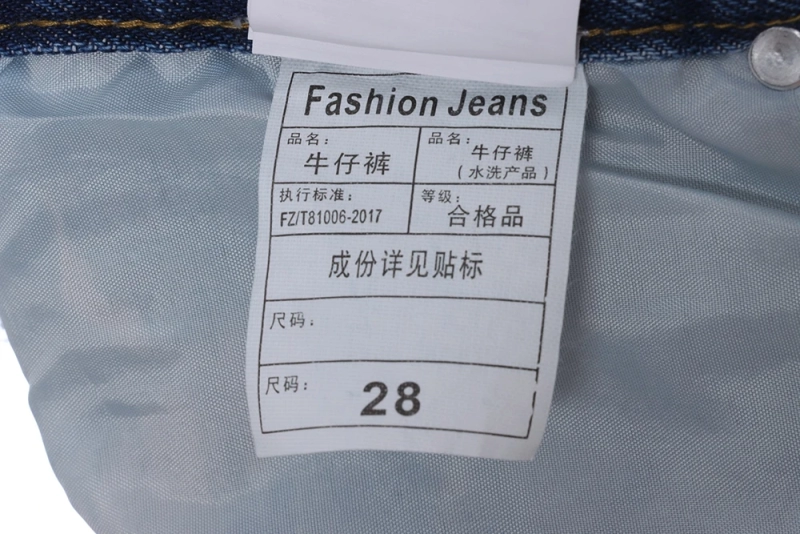 Fashion Jeans
品名：
牛仔裤
品名：
牛仔裤
（水洗产品）
执行标准：
FZ/T81006-2017
等级：
合格品
成份详见贴标
尺码：
尺码：
28